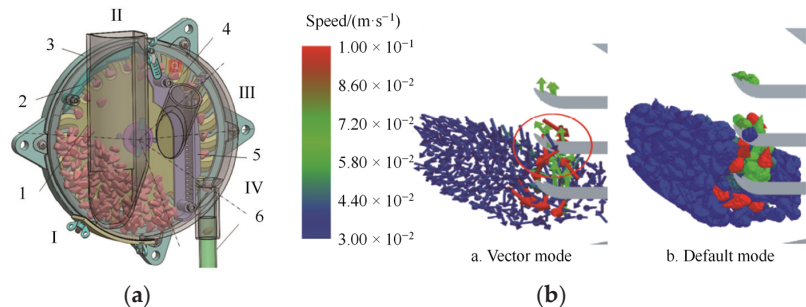 II
3
4
2
III
1
5
IV
I
6
(a)
Speed/(m·s⁻¹)
1.00 × 10⁻¹
8.60 × 10⁻²
7.20 × 10⁻²
5.80 × 10⁻²
4.40 × 10⁻²
3.00 × 10⁻²
a. Vector mode
b. Default mode
(b)